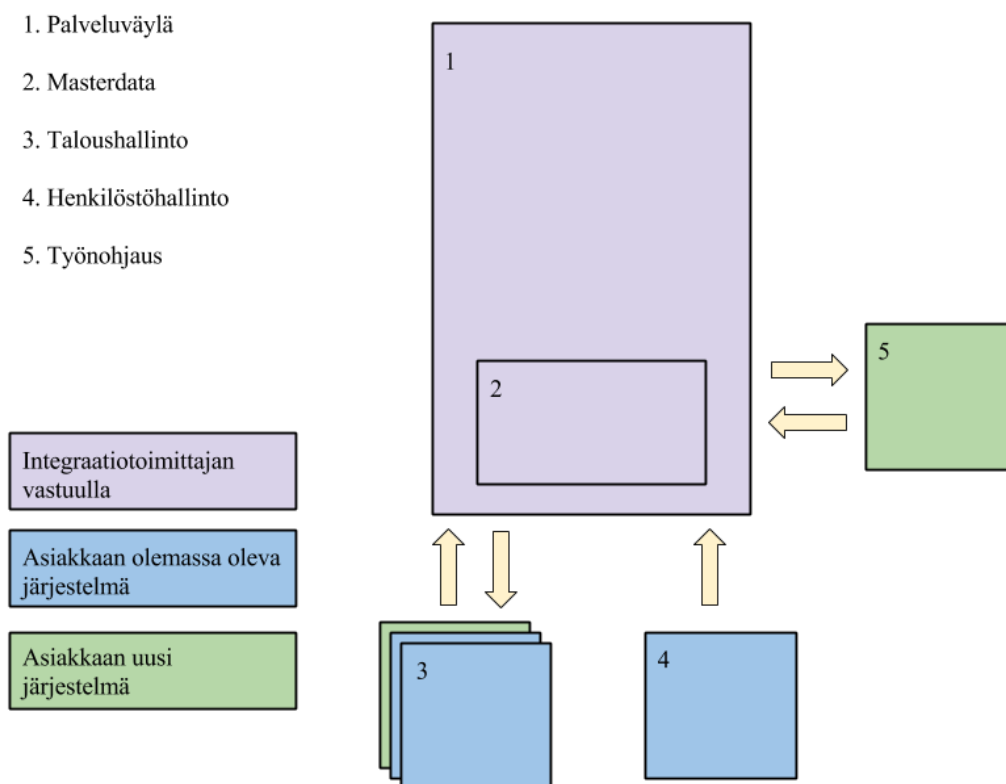 1. Palveluväylä
2. Masterdata
3. Taloushallinto
4. Henkilöstöhallinto
5. Työnohjaus
1
2
5
Integraatiotoimittajan
vastuulla
Asiakkaan olemassa oleva
järjestelmä
Asiakkaan uusi
järjestelmä
3
4